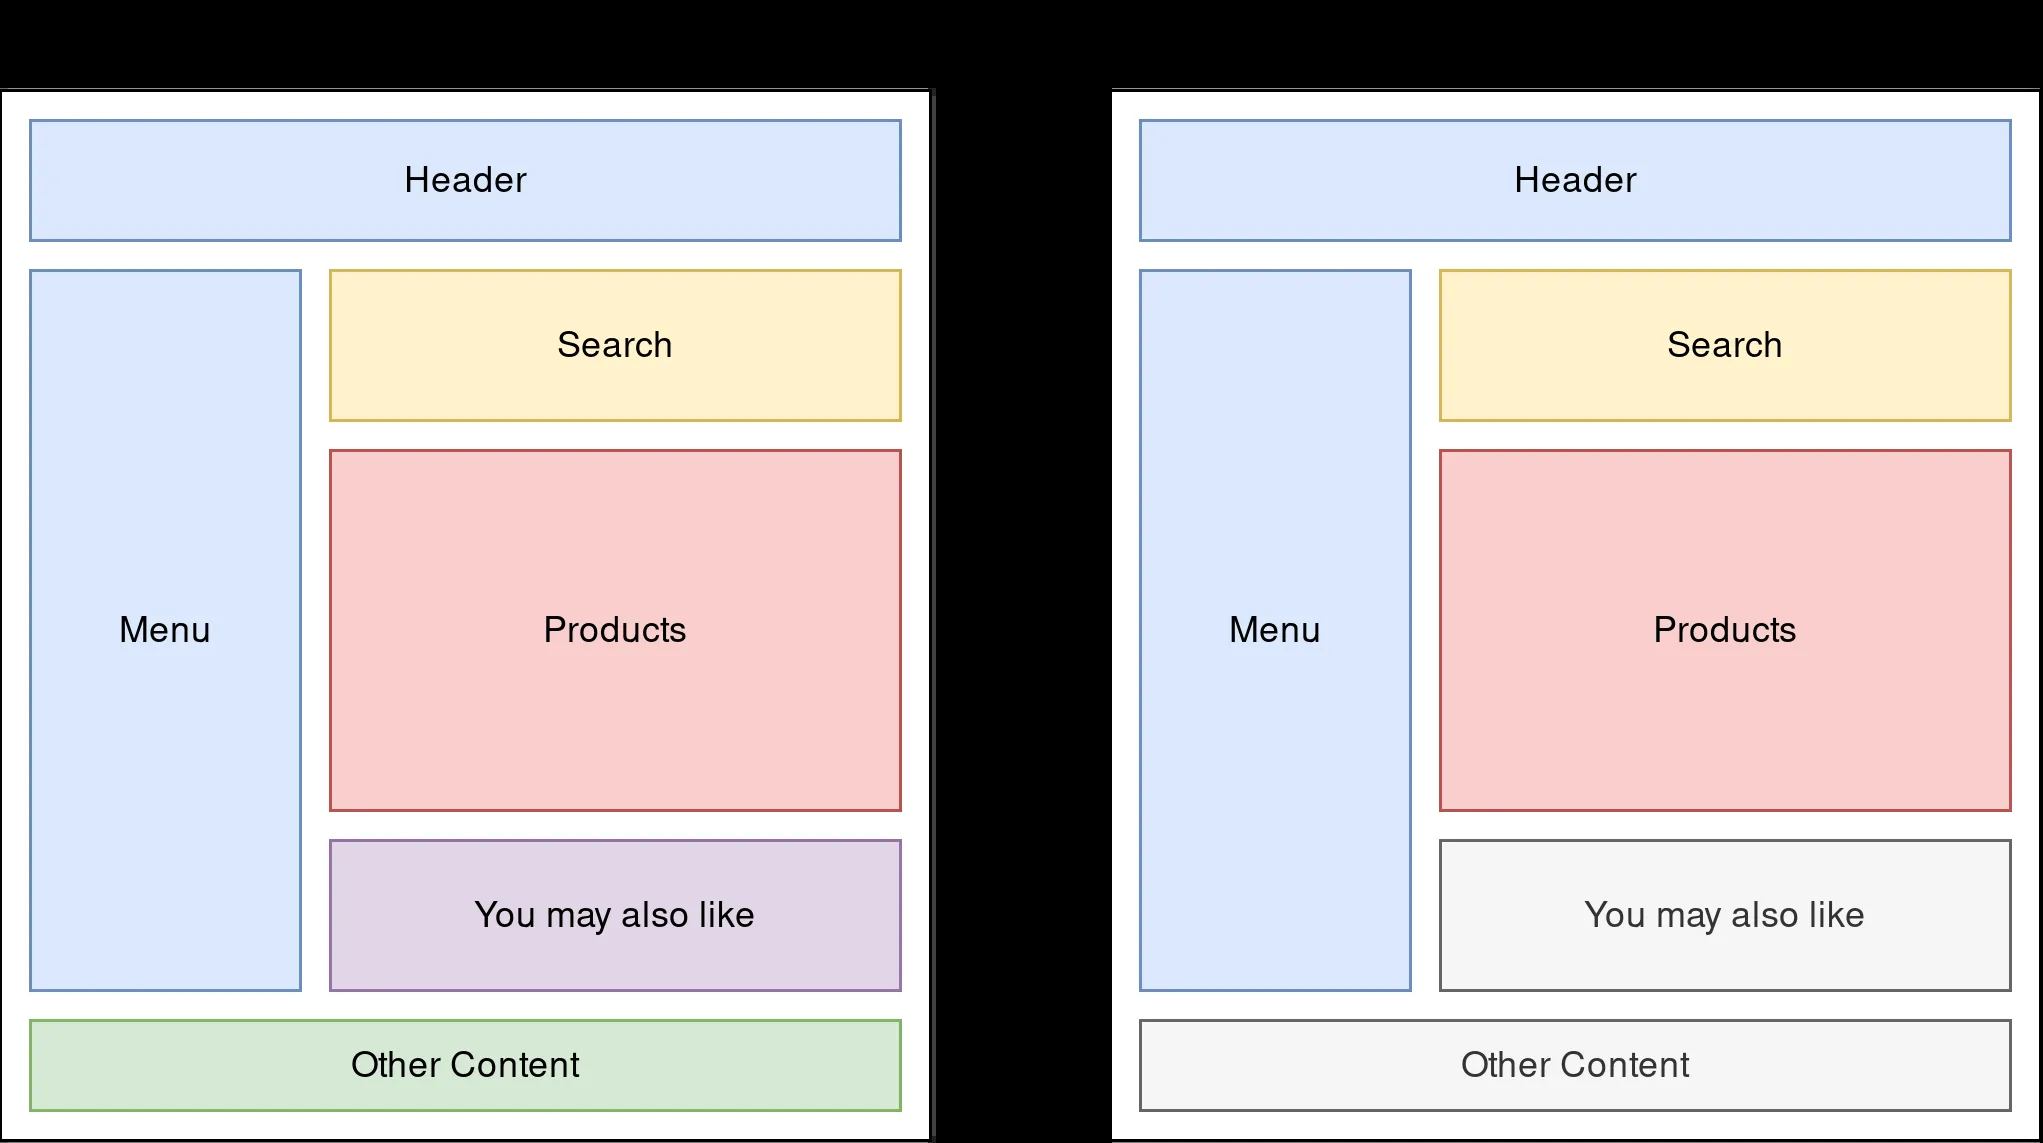 Header
Search
Menu
Products
You may also like
Other Content
Header
Search
Menu
Products
You may also like
Other Content